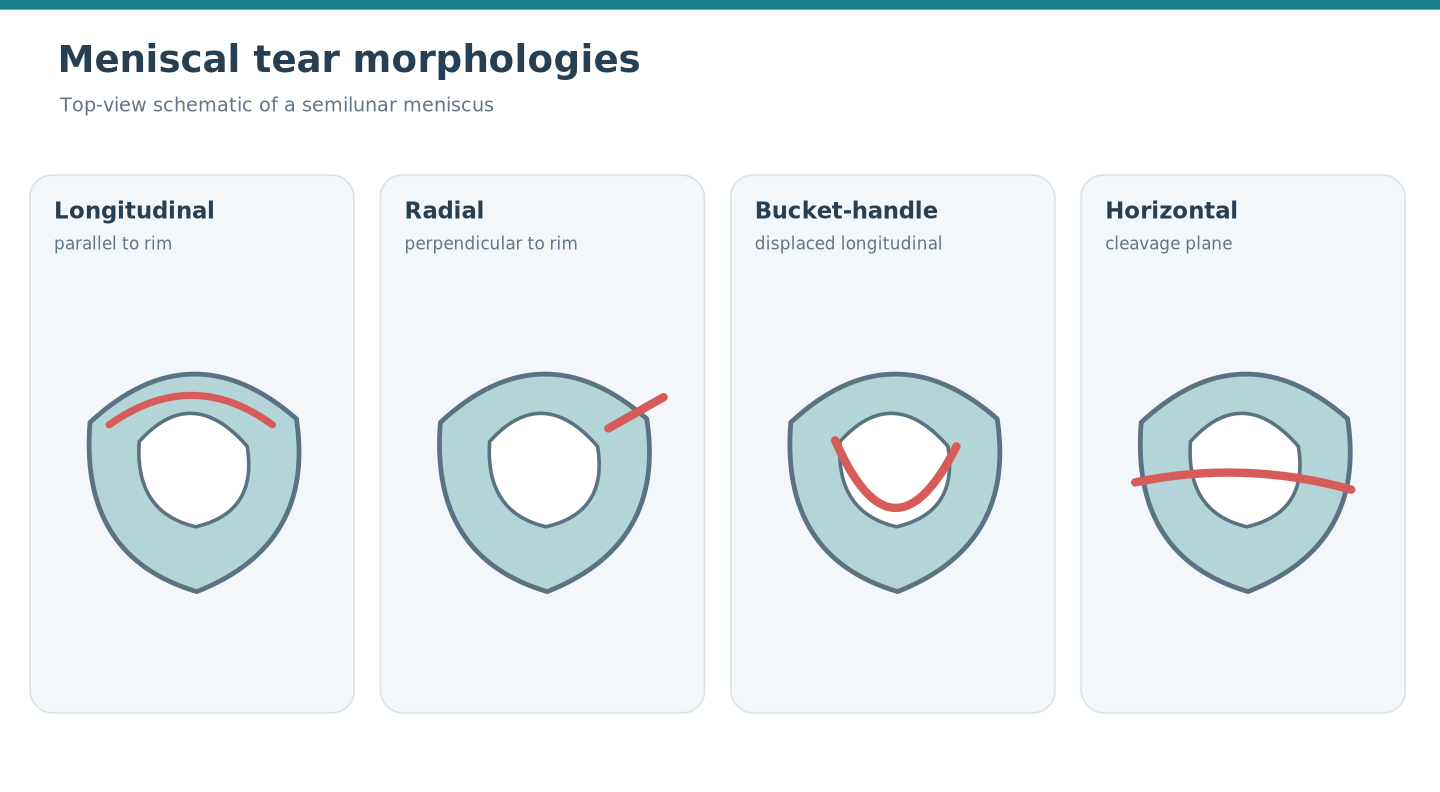 Meniscal tear morphologies
Top-view schematic of a semilunar meniscus
Longitudinal
parallel to rim
Radial
perpendicular to rim
Bucket-handle
displaced longitudinal
Horizontal
cleavage plane